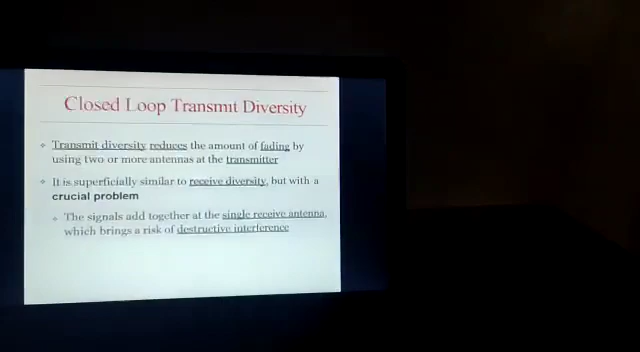 Closed Loop Transmit Diversity
Transmit diversity reduces the amount of fading by
using two or more antennas at the transmitter
It is superficially similar to receive diversity, but with a
crucial problem
The signals add together at the single receive antenna,
which brings a risk of destructive interference